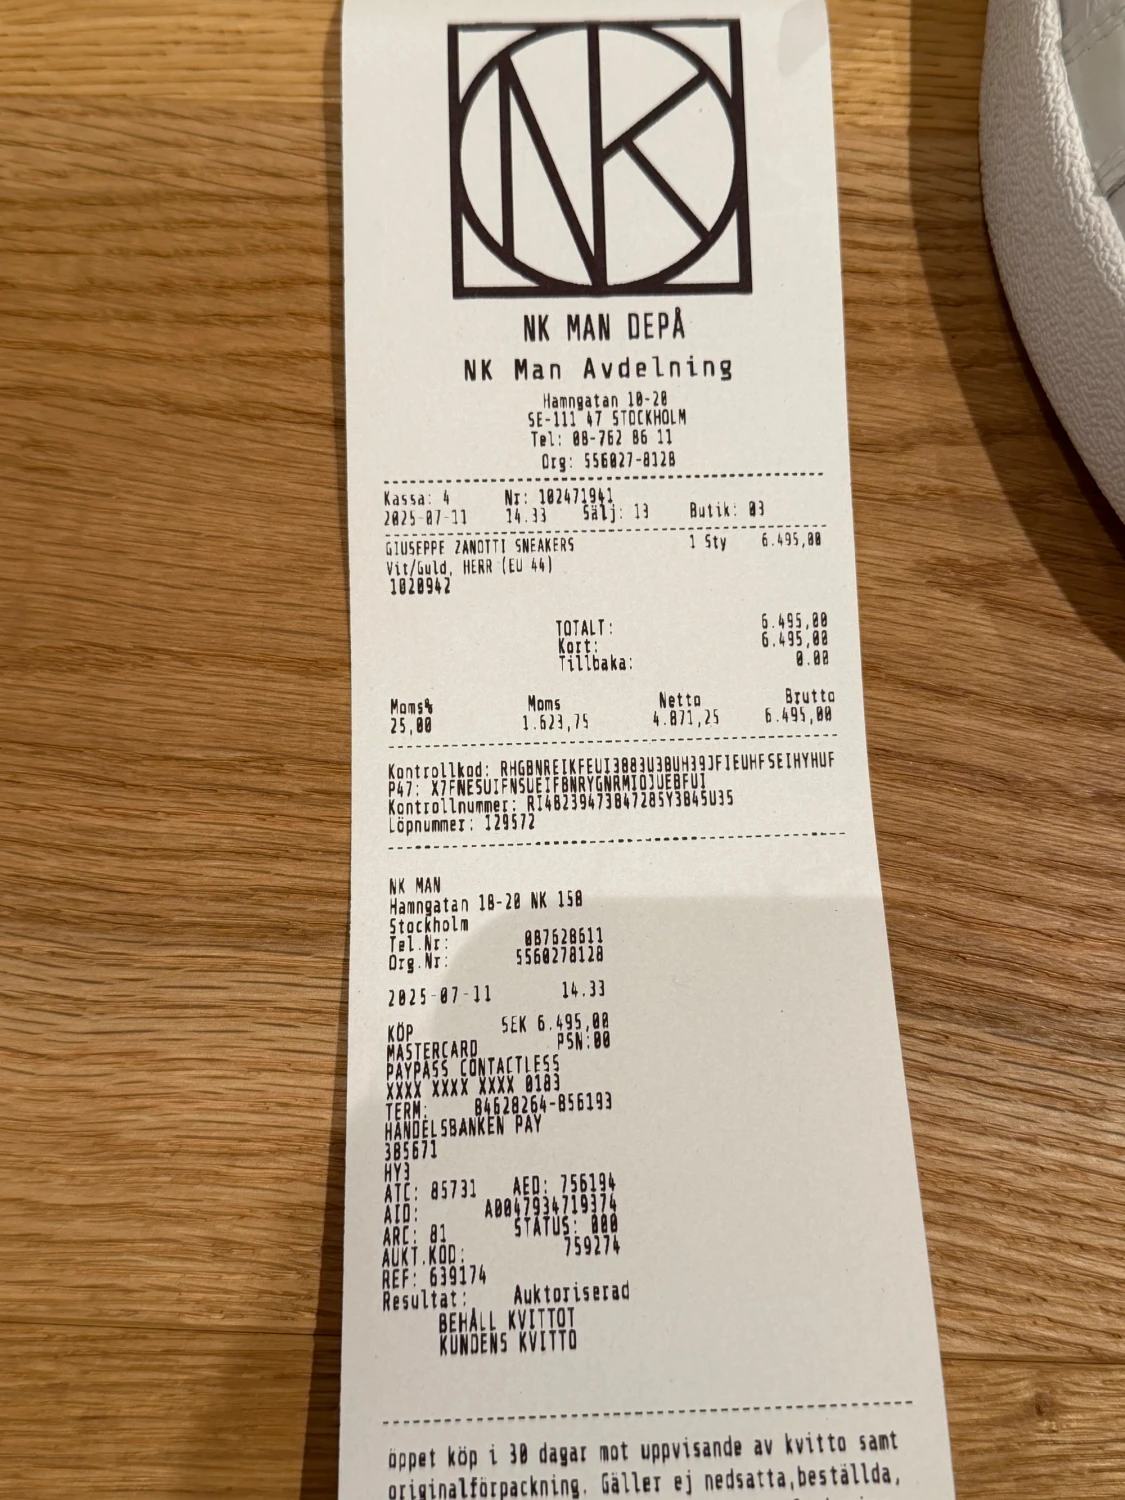 NK
NK MAN DEPÅ
NK Man Avdelning
Hamngatan 18-20
SE-111 47 STOCKHOLM
Tel: 08-762 86 11
Org: 556027-8128
Kassa: 4 Nr: 102471941
2025-07-11 14.33 Sälj: 13 Butik: 03
GIUSEPPE ZANOTTI SNEAKERS 1 Sty 6.495,00
Vit/Guld, HERR (EU 44)
1020942
TOTALT: 6.495,00
Kort: 6.495,00
Tillbaka: 0.00
Moms% Moms Netto Brutto
25,00 1.623,75 4.871,25 6.495,00
Kontrollkod: RHGBNREIKFEUI3883U3BUH39JFIEUHFSEIHYHUF
P47: X7FNESUIFNSUEIFBNRYGNRMIOJUEBFUI
Kontrollnummer: RI4823947384728SY3845U35
Löpnummer: 129572
NK MAN
Hamngatan 18-20 NK 158
Stockholm
Tel.Nr: 087628611
Org.Nr: 5560278128
2025-07-11 14.33
KÖP SEK 6.495,00
MASTERCARD PSN:00
PAYPASS CONTACTLESS
XXXX XXXX XXXX 0183
TERM: 84628264-856193
HANDELSBANKEN PAY
385671
HY3
ATC: 85731 AED: 756194
AID: A0047934719374
ARC: 01 STATUS: 000
AUKT.KOD: 759274
REF: 639174
Resultat: Auktoriserad
BEHÅLL KVITTOT
KUNDENS KVITTO
öppet köp i 30 dagar mot uppvisande av kvitto samt
originalförpackning. Gäller ej nedsatta,beställda,